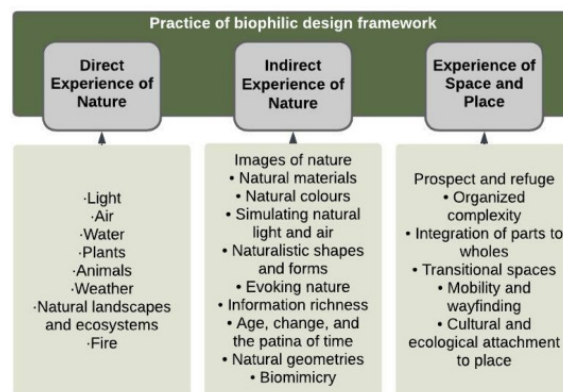 Practice of biophilic design framework
Direct
Experience of
Nature
Indirect
Experience of
Nature
Experience of
Space and
Place
·Light
·Air
·Water
·Plants
·Animals
·Weather
·Natural landscapes
and ecosystems
·Fire
Images of nature
• Natural materials
• Natural colours
• Simulating natural
light and air
• Naturalistic shapes
and forms
• Evoking nature
• Information richness
• Age, change, and
the patina of time
• Natural geometries
• Biomimicry
Prospect and refuge
• Organized
complexity
• Integration of parts to
wholes
• Transitional spaces
• Mobility and
wayfinding
• Cultural and
ecological attachment
to place